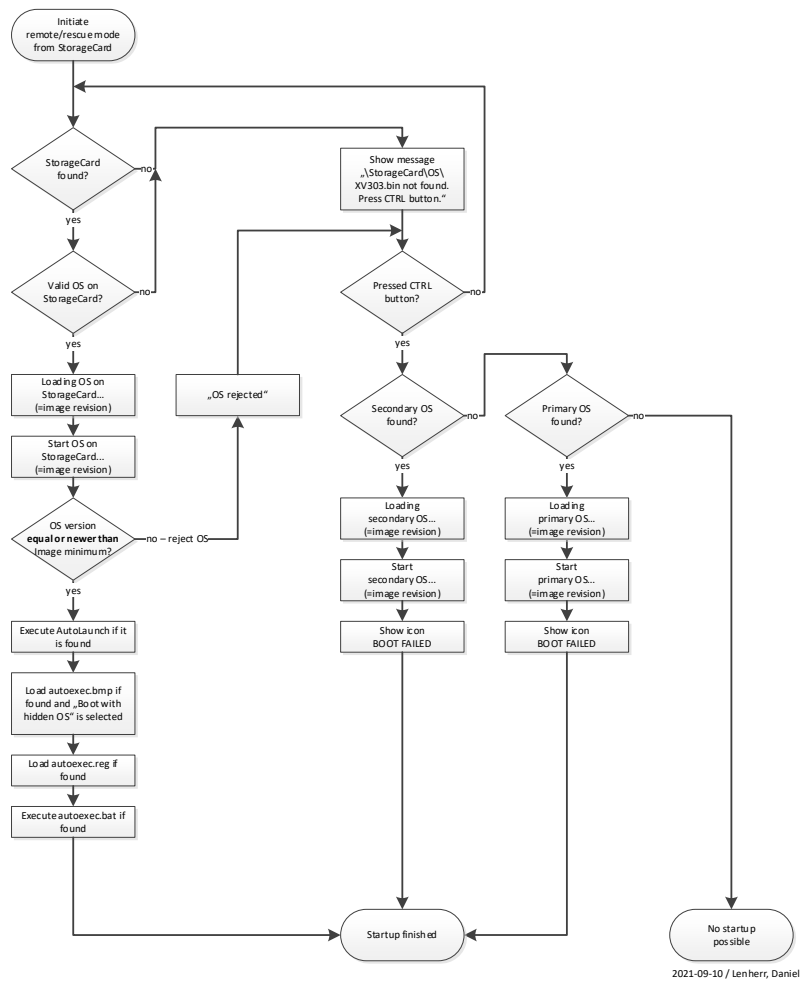 Initiate
remote/rescue mode
from StorageCard
StorageCard
found?
no
yes
Show message
„\StorageCard\OS\
XV303.bin not found.
Press CTRL button.“
Valid OS on
StorageCard?
no
yes
Pressed CTRL
button?
no
yes
Loading OS on
StorageCard...
(=image revision)
„OS rejected“
Secondary OS
found?
no
yes
Primary OS
found?
no
yes
Start OS on
StorageCard...
(=image revision)
OS version
equal or newer than
Image minimum?
no – reject OS
yes
Loading
secondary OS...
(=image revision)
Loading
primary OS...
(=image revision)
Start
secondary OS...
(=image revision)
Start
primary OS...
(=image revision)
Execute AutoLaunch if it
is found
Show icon
BOOT FAILED
Show icon
BOOT FAILED
Load autoexec.bmp if
found and „Boot with
hidden OS“ is selected
Load autoexec.reg if
found
Execute autoexec.bat if
found
Startup finished
No startup
possible
2021-09-10 / Lenherr, Daniel